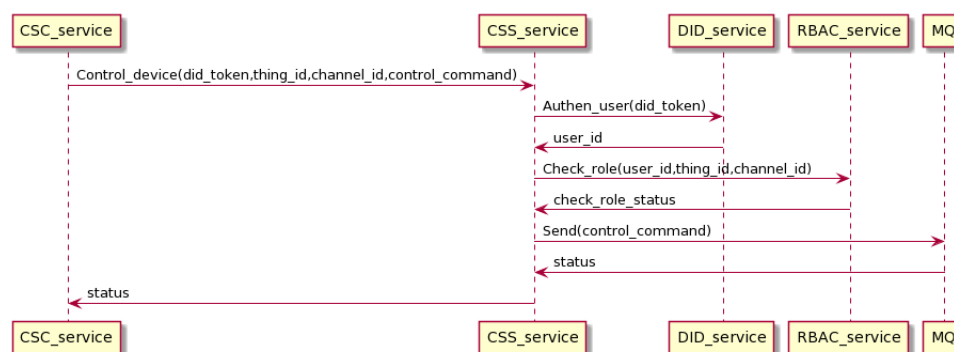 CSC_service
CSS_service
DID_service
RBAC_service
MQ
Control_device(did_token,thing_id,channel_id,control_command)
Authen_user(did_token)
user_id
Check_role(user_id,thing_id,channel_id)
check_role_status
Send(control_command)
status
status
CSC_service
CSS_service
DID_service
RBAC_service
MQ